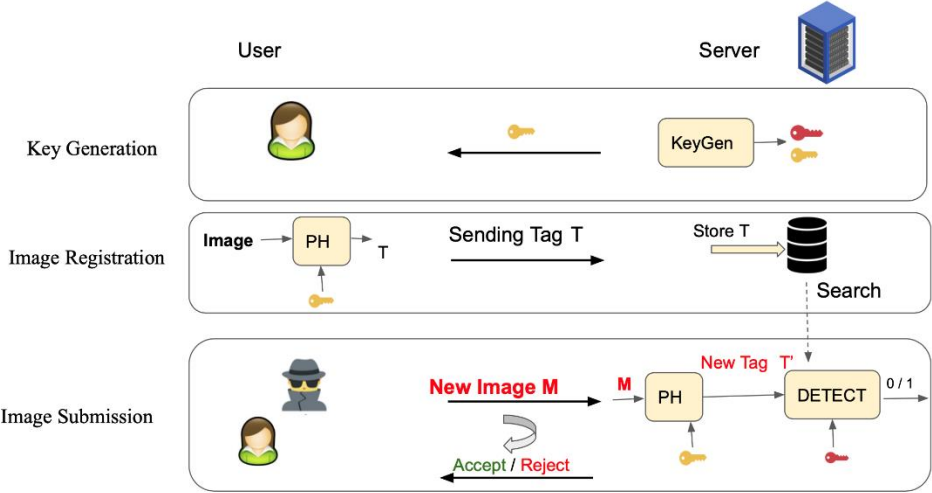 User
Server
Key Generation
KeyGen
Image Registration
Image
PH
T
Sending Tag T
Store T
Search
Image Submission
New Image M
Accept / Reject
M
PH
New Tag T'
DETECT
0 / 1